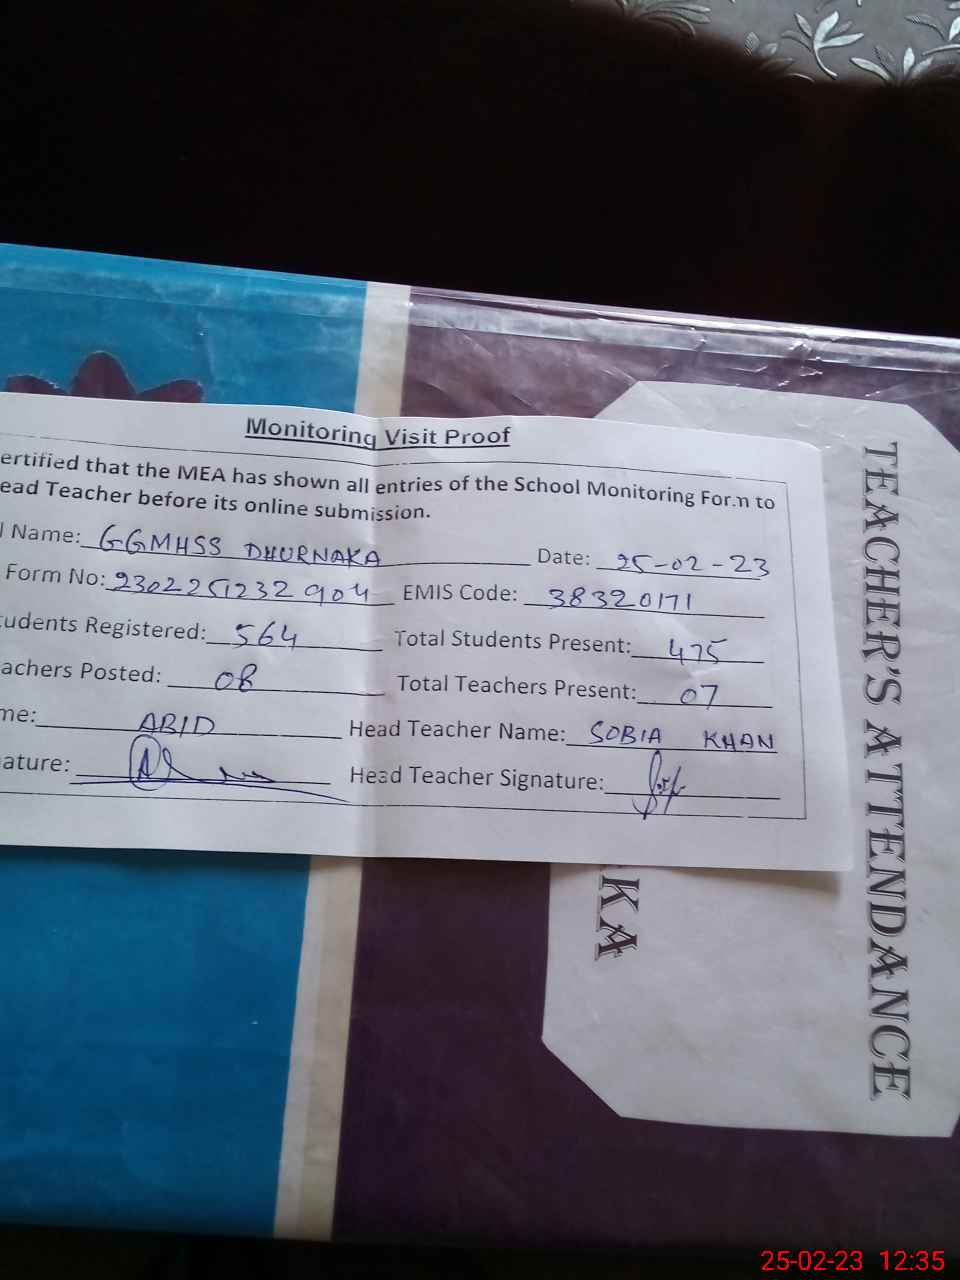 Monitoring Visit Proof
ertified that the MEA has shown all entries of the School Monitoring Form to
ead Teacher before its online submission.
l Name: GGMHSS DHURNAKA Date: 25-02-23
Form No: 2302251232904 EMIS Code: 38320171
tudents Registered: 564 Total Students Present: 475
achers Posted: 08 Total Teachers Present: 07
me: ABID Head Teacher Name: SOBIA KHAN
ature: Head Teacher Signature:
TEACHER'S ATTENDANCE
KA
25-02-23 12:35